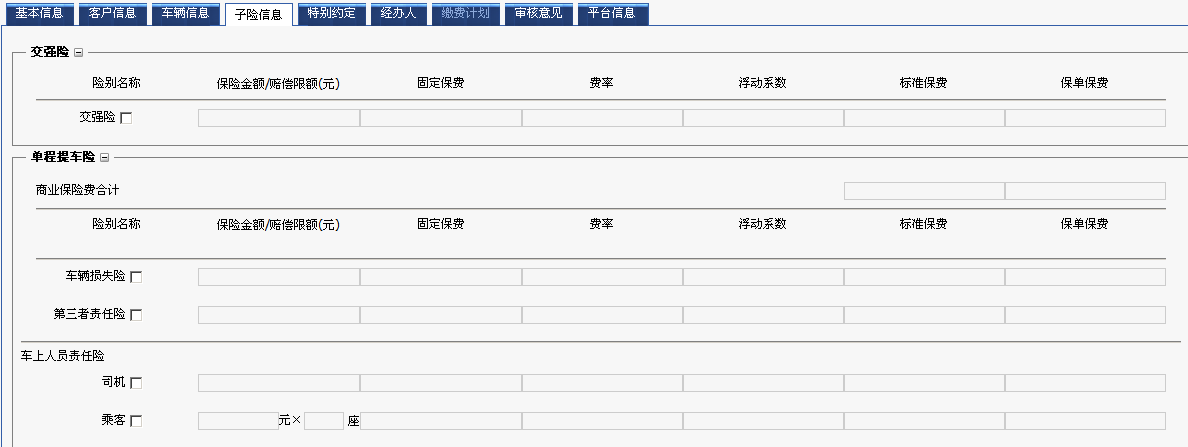 基本信息 客户信息 车辆信息 子险信息 特别约定 经办人 缴费计划 审核意见 平台信息
交强险
险别名称 保险金额/赔偿限额(元) 固定保费 费率 浮动系数 标准保费 保单保费
交强险
单程提车险
商业保险费合计
险别名称 保险金额/赔偿限额(元) 固定保费 费率 浮动系数 标准保费 保单保费
车辆损失险
第三者责任险
车上人员责任险
司机
乘客 元× 座